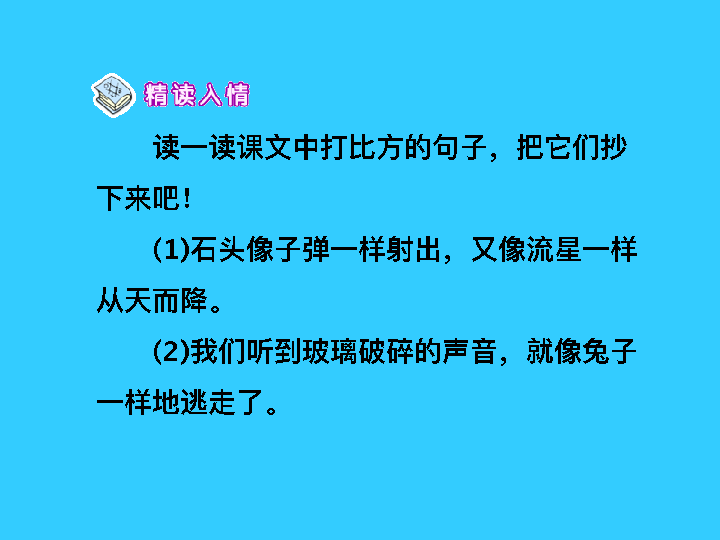 精读入情
读一读课文中打比方的句子，把它们抄
下来吧！
(1)石头像子弹一样射出，又像流星一样
从天而降。
(2)我们听到玻璃破碎的声音，就像兔子
一样地逃走了。